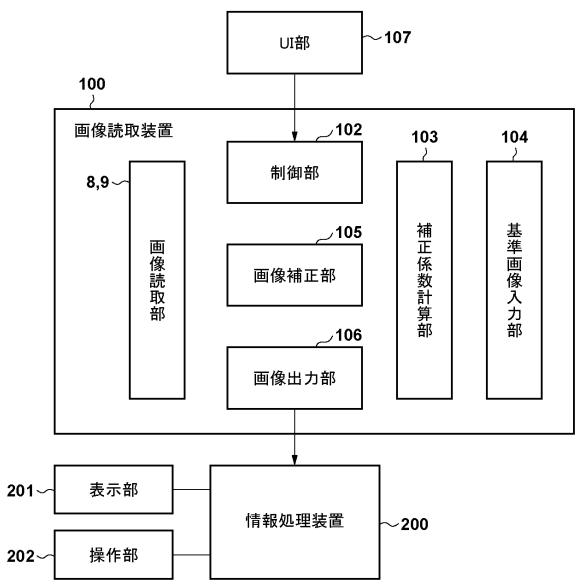 UI部
107
100
画像読取装置
102
制御部
103
104
8,9
画像読取部
105
画像補正部
補正係数計算部
基準画像入力部
106
画像出力部
201
表示部
情報処理装置
200
202
操作部